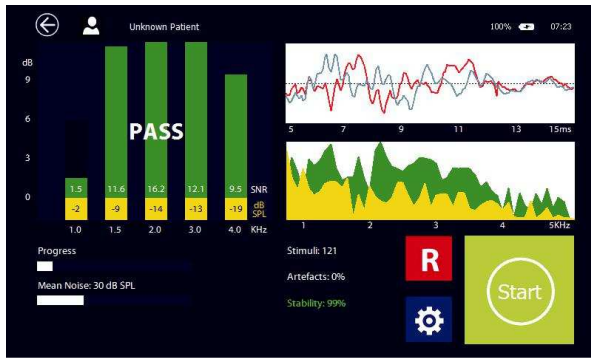 Unknown Patient 100% 07:23
dB
9
6
3
0
PASS
1.5 11.6 16.2 12.1 9.5 SNR
-2 -9 -14 -13 -19 dB SPL
1.0 1.5 2.0 3.0 4.0 KHz
5 7 9 11 13 15ms
1 2 3 4 5KHz
Progress
Mean Noise: 30 dB SPL
Stimuli: 121
Artefacts: 0%
Stability: 99%
R
Start